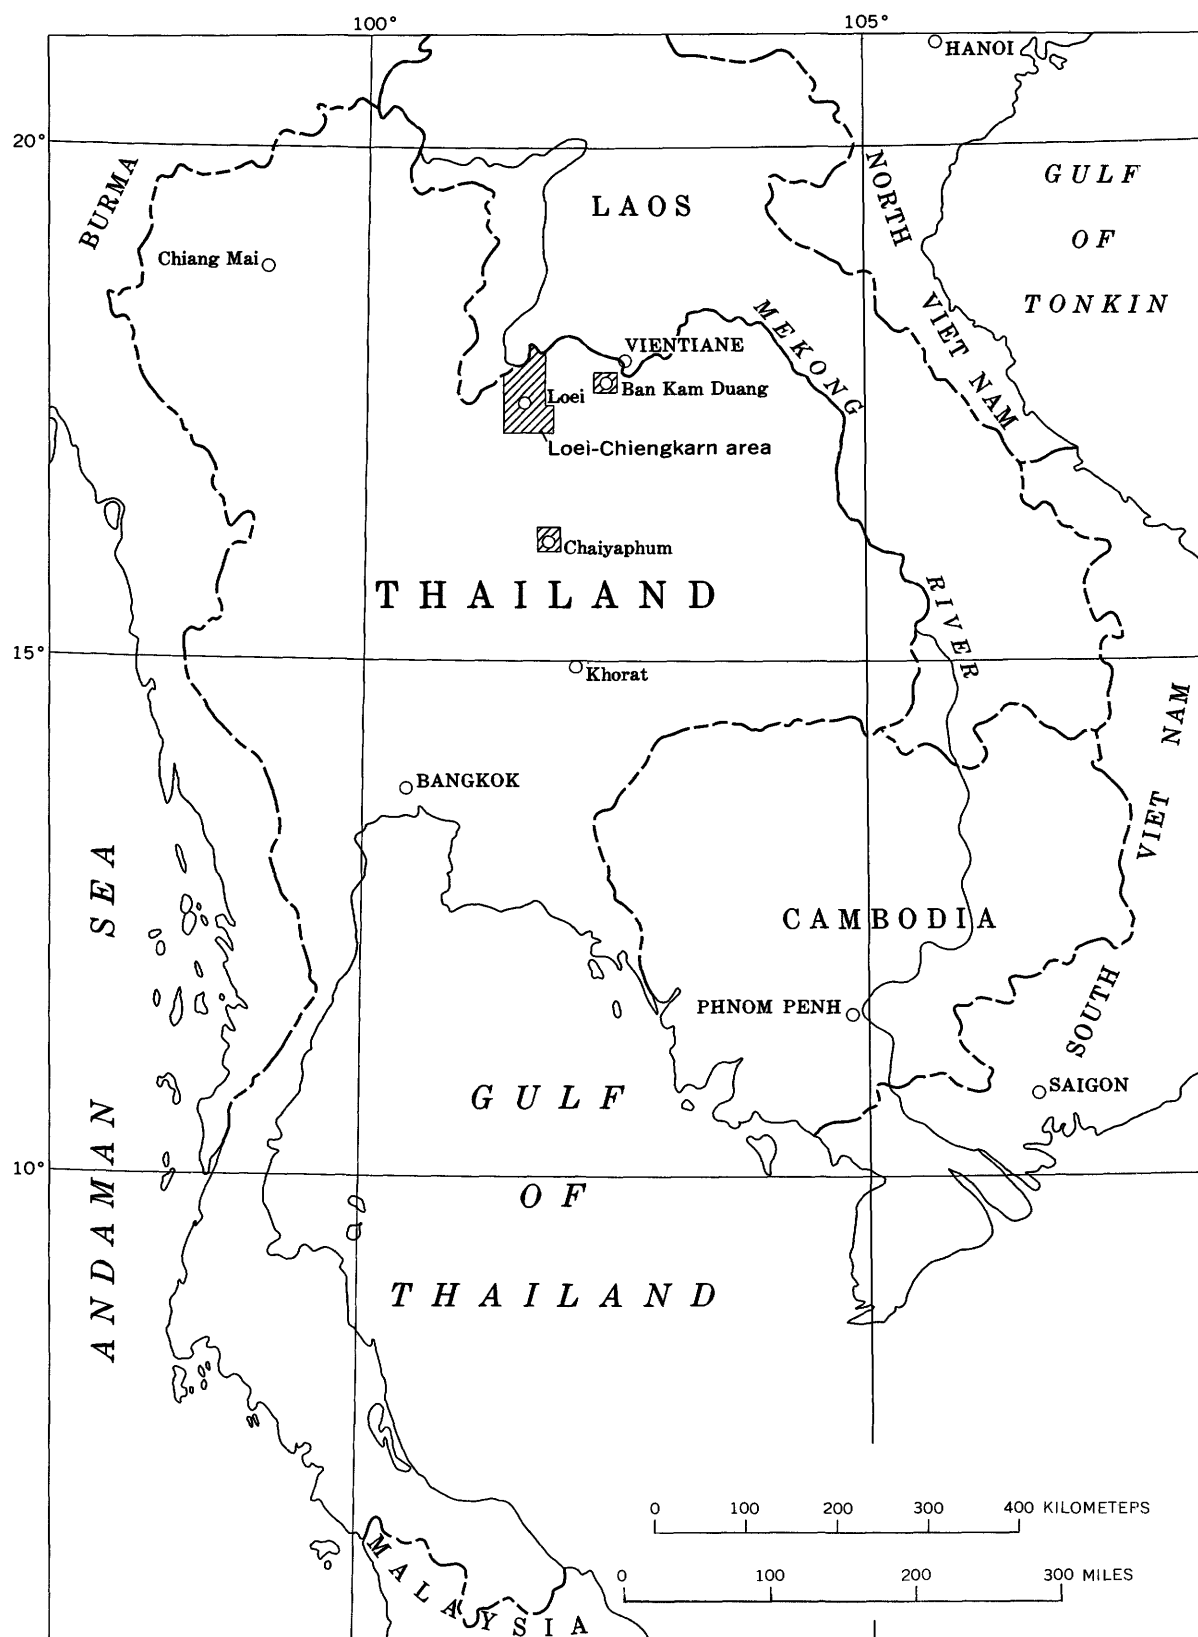 100°
105°
HANOI
20°
BURMA
LAOS
NORTH
VIET NAM
GULF
OF
TONKIN
Chiang Mai
MEKONG
RIVER
VIENTIANE
Ban Kam Duang
Loei
Loei-Chiengkarn area
Chaiyaphum
THAILAND
15°
Khorat
BANGKOK
SOUTH
VIET NAM
CAMBODIA
PHNOM PENH
SAIGON
ANDAMAN SEA
10°
GULF
OF
THAILAND
MALAYSIA
0 100 200 300 400 KILOMETEPS
0 100 200 300 MILES